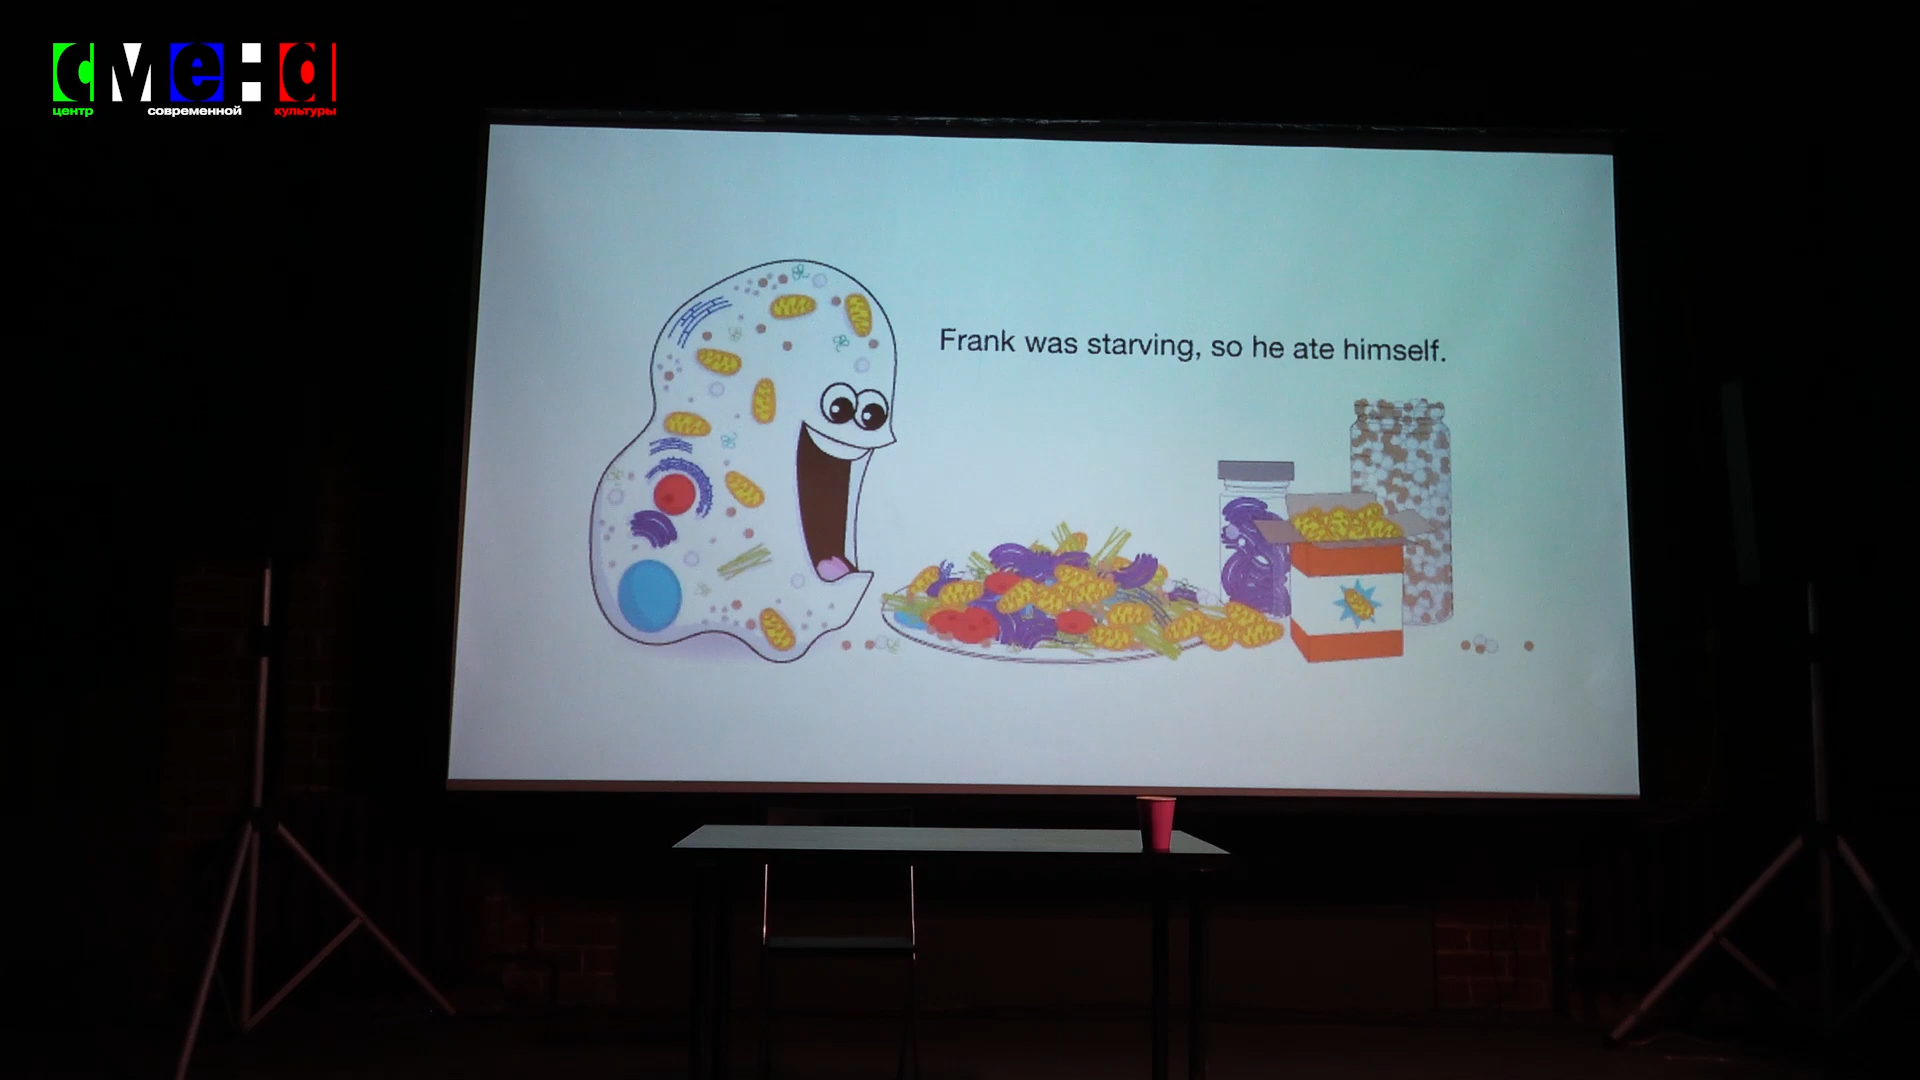 смена
центр современной культуры
Frank was starving, so he ate himself.